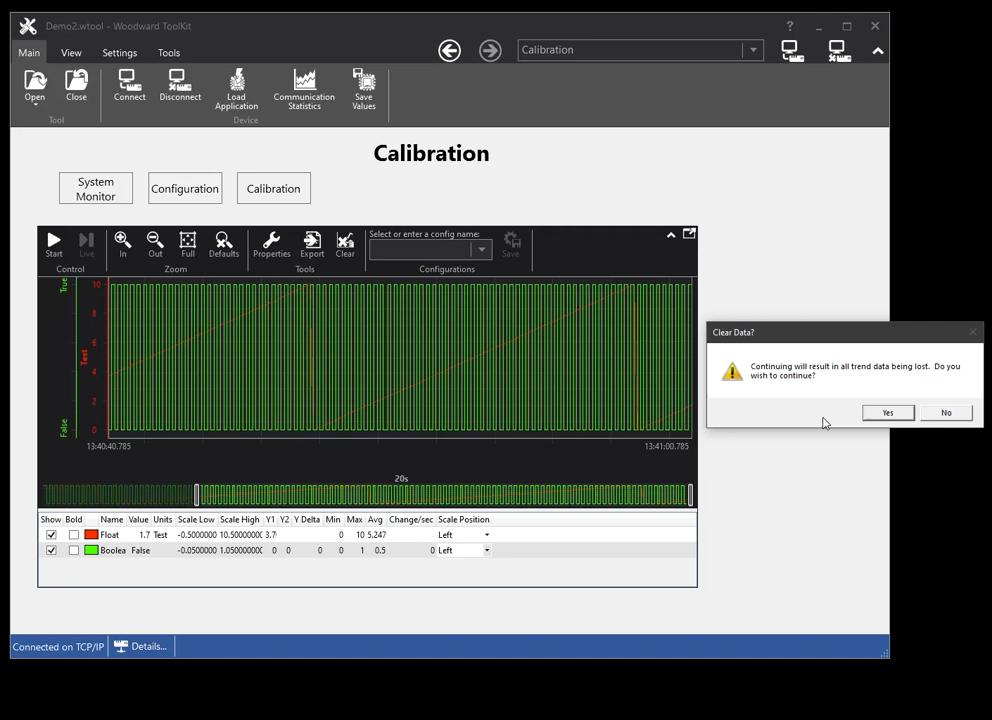 Demo2.wtool - Woodward ToolKit
?
Main View Settings Tools
Calibration
Open Close Connect Disconnect Load Application Communication Statistics Save Values
Tool Device
Calibration
System Monitor
Configuration
Calibration
Start Live In Out Full Defaults Properties Export Clear
Select or enter a config name:
Save
Control Zoom Tools Configurations
True
10
8
6
4
2
0
False
Test
13:40:40.785 13:41:00.785
20s
Show Bold Name Value Units Scale Low Scale High Y1 Y2 Y Delta Min Max Avg Change/sec Scale Position
Float 1.7 Test -0.5000000 10.5000000 3.7 0 10 5.247 Left
Boolea False -0.0500000 1.0500000 0 0 0 0 1 0.5 0 Left
Clear Data?
Continuing will result in all trend data being lost. Do you
wish to continue?
Yes No
Connected on TCP/IP Details...